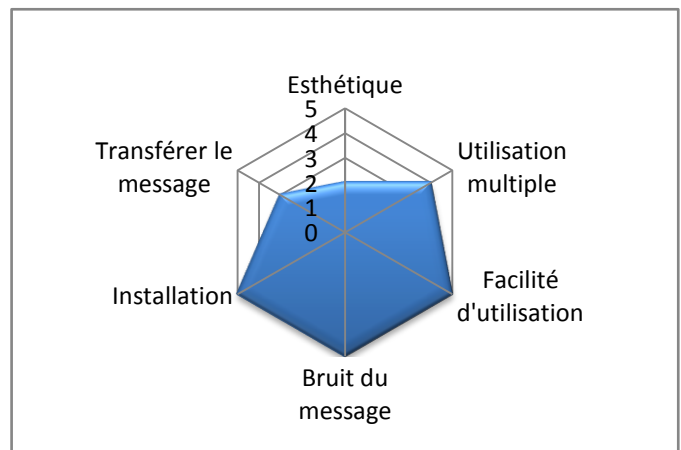 Esthétique
5
4
3
2
1
0
Utilisation
multiple
Facilité
d'utilisation
Bruit du
message
Installation
Transférer le
message